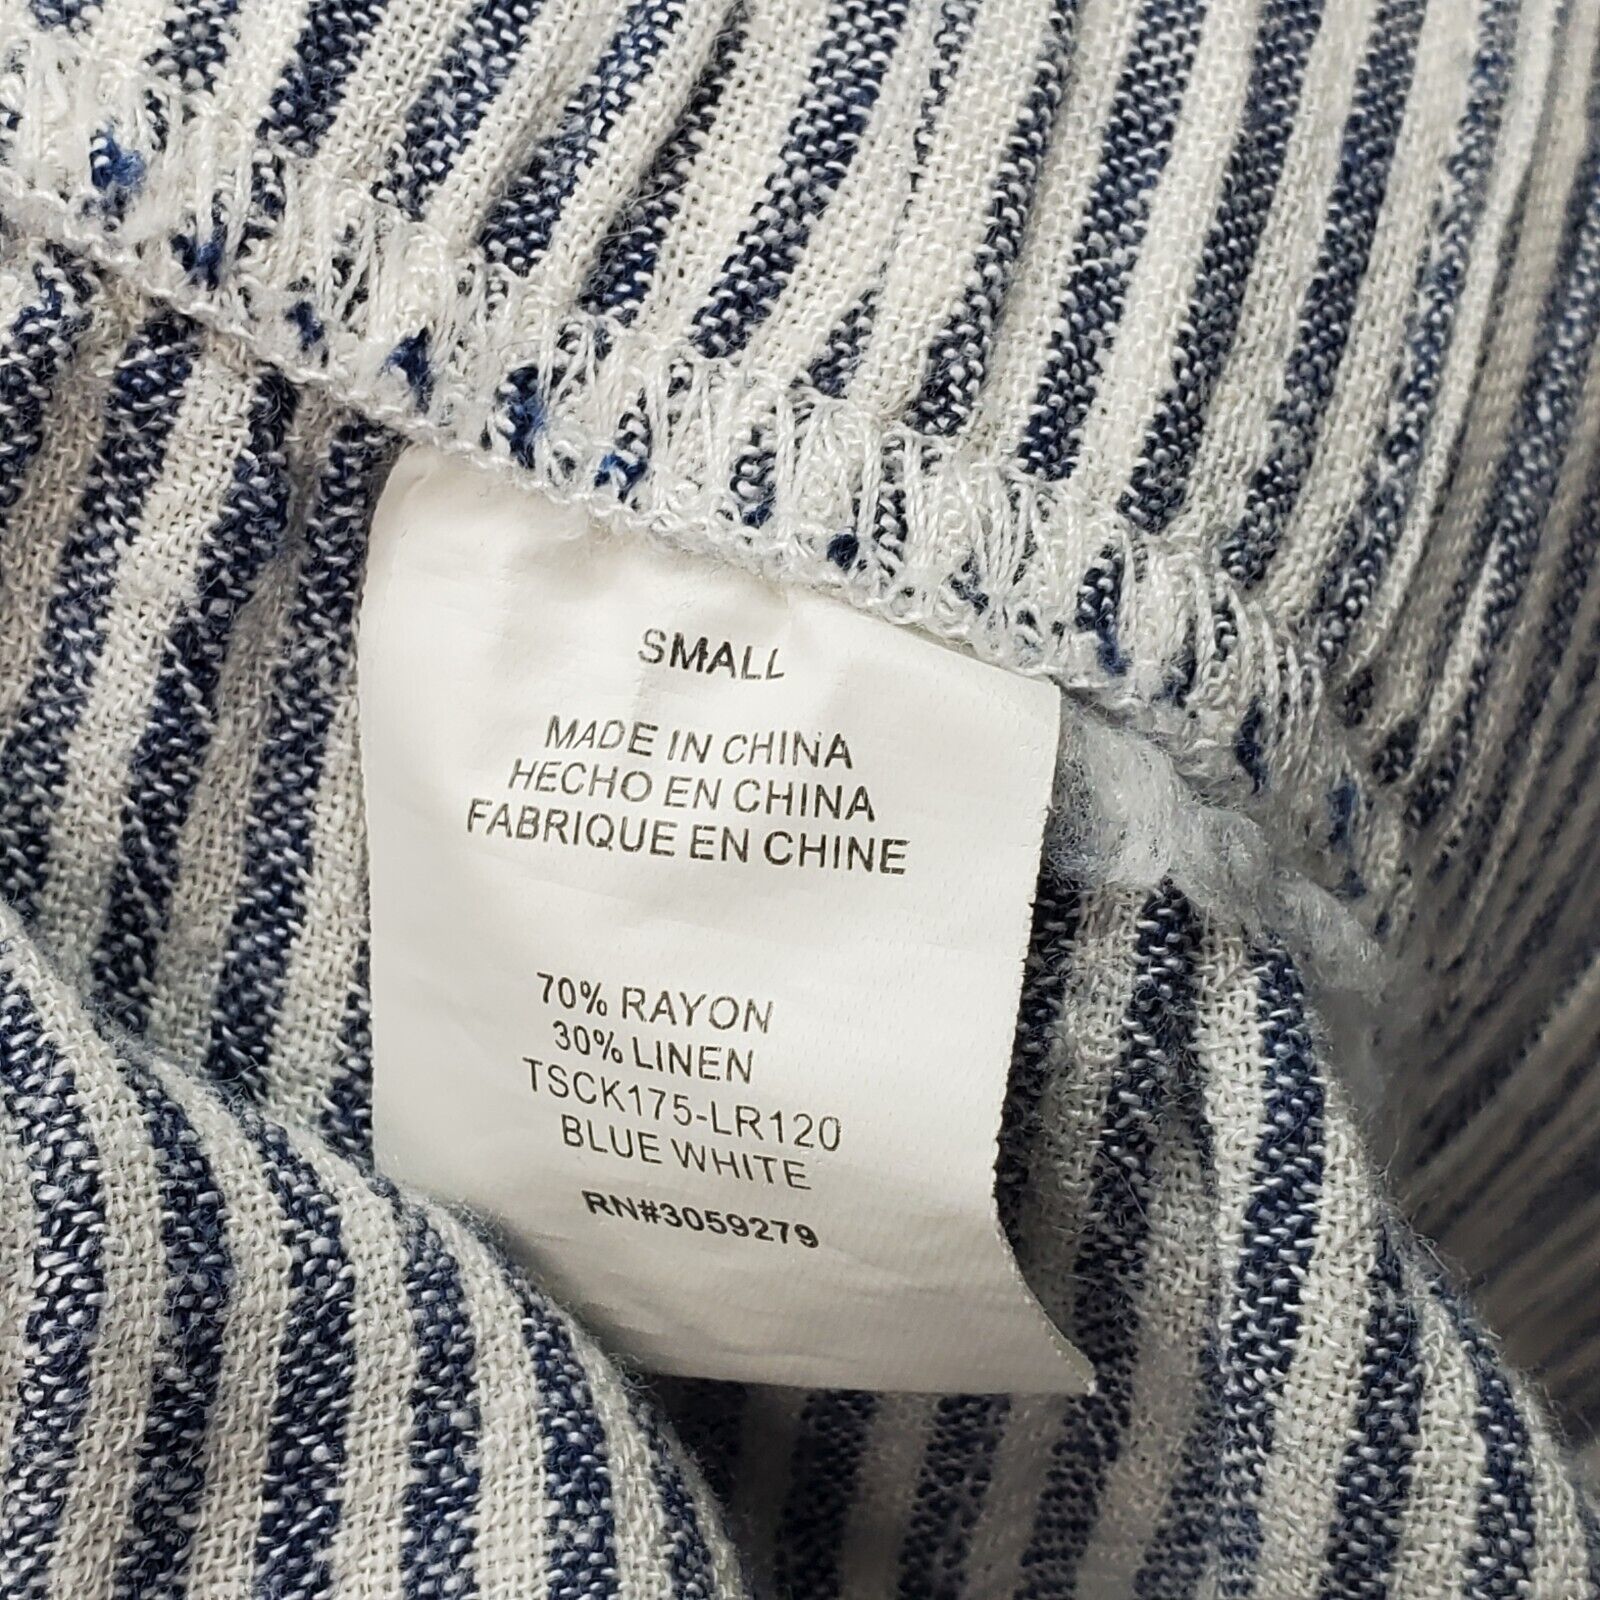 SMALL
MADE IN CHINA
HECHO EN CHINA
FABRIQUE EN CHINE
70% RAYON
30% LINEN
TSCK175-LR120
BLUE WHITE
RN#3059279